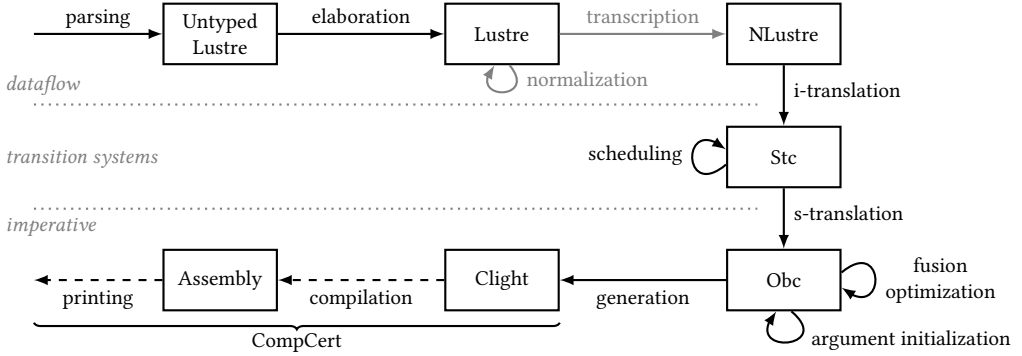 parsing
Untyped
Lustre
elaboration
Lustre
transcription
NLustre
normalization
dataflow
i-translation
transition systems
scheduling
Stc
imperative
s-translation
printing
Assembly
compilation
Clight
generation
Obc
fusion
optimization
argument initialization
CompCert